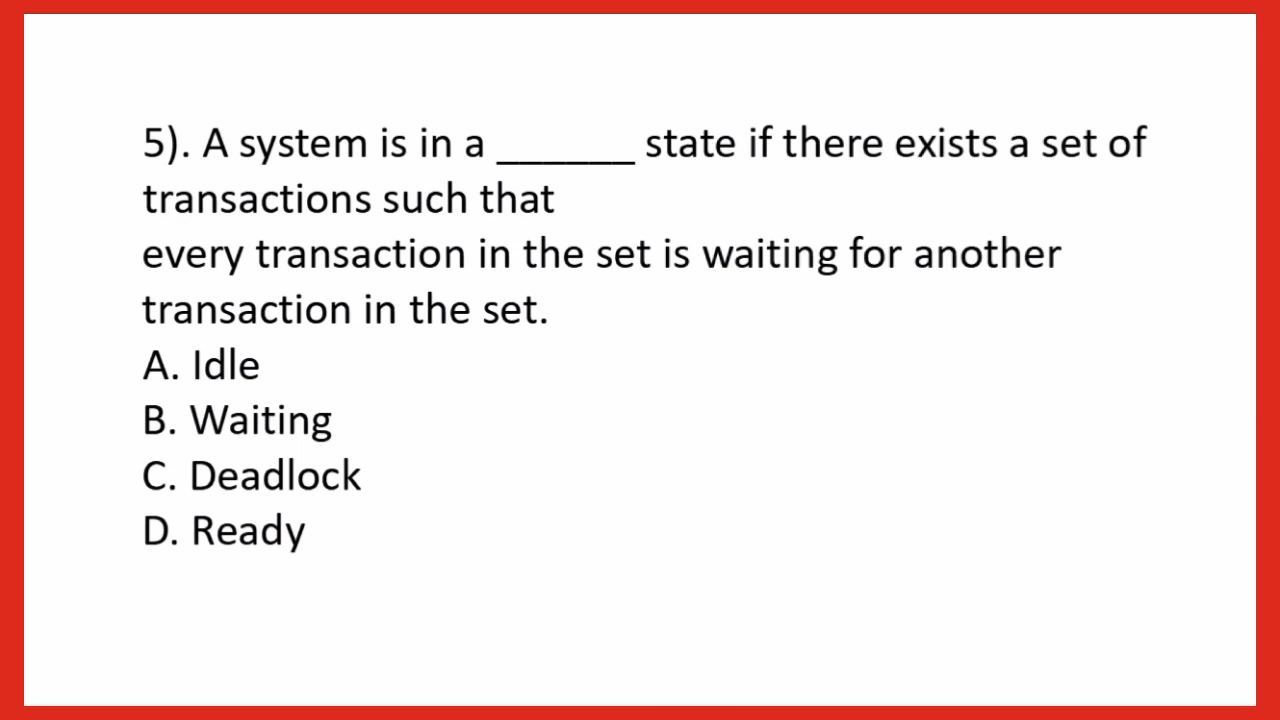 5). A system is in a ______ state if there exists a set of
transactions such that
every transaction in the set is waiting for another
transaction in the set.
A. Idle
B. Waiting
C. Deadlock
D. Ready